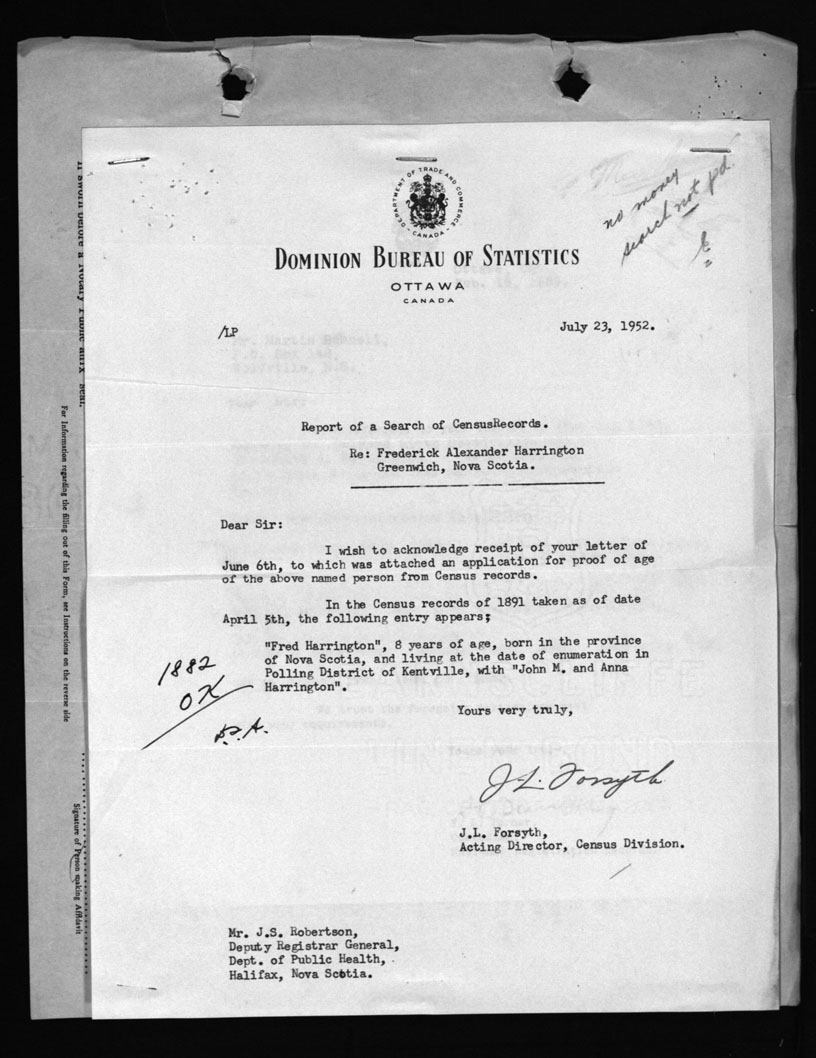 DEPARTMENT OF TRADE AND COMMERCE
CANADA
no money
search not pd.
DOMINION BUREAU OF STATISTICS
OTTAWA
CANADA
/LP
July 23, 1952.
Report of a Search of CensusRecords.
Re: Frederick Alexander Harrington
Greenwich, Nova Scotia.
Dear Sir:
I wish to acknowledge receipt of your letter of
June 6th, to which was attached an application for proof of age
of the above named person from Census records.
In the Census records of 1891 taken as of date
April 5th, the following entry appears;
"Fred Harrington", 8 years of age, born in the province
of Nova Scotia, and living at the date of enumeration in
Polling District of Kentville, with "John M. and Anna
Harrington".
1882
OK
Yours very truly,
J.L. Forsyth
J.L. Forsyth,
Acting Director, Census Division.
Mr. J.S. Robertson,
Deputy Registrar General,
Dept. of Public Health,
Halifax, Nova Scotia.
If sworn before a Notary Public affix Seal.
For Information regarding the filling out of this Form, see Instructions on the reverse side
Signature of Person making Affidavit